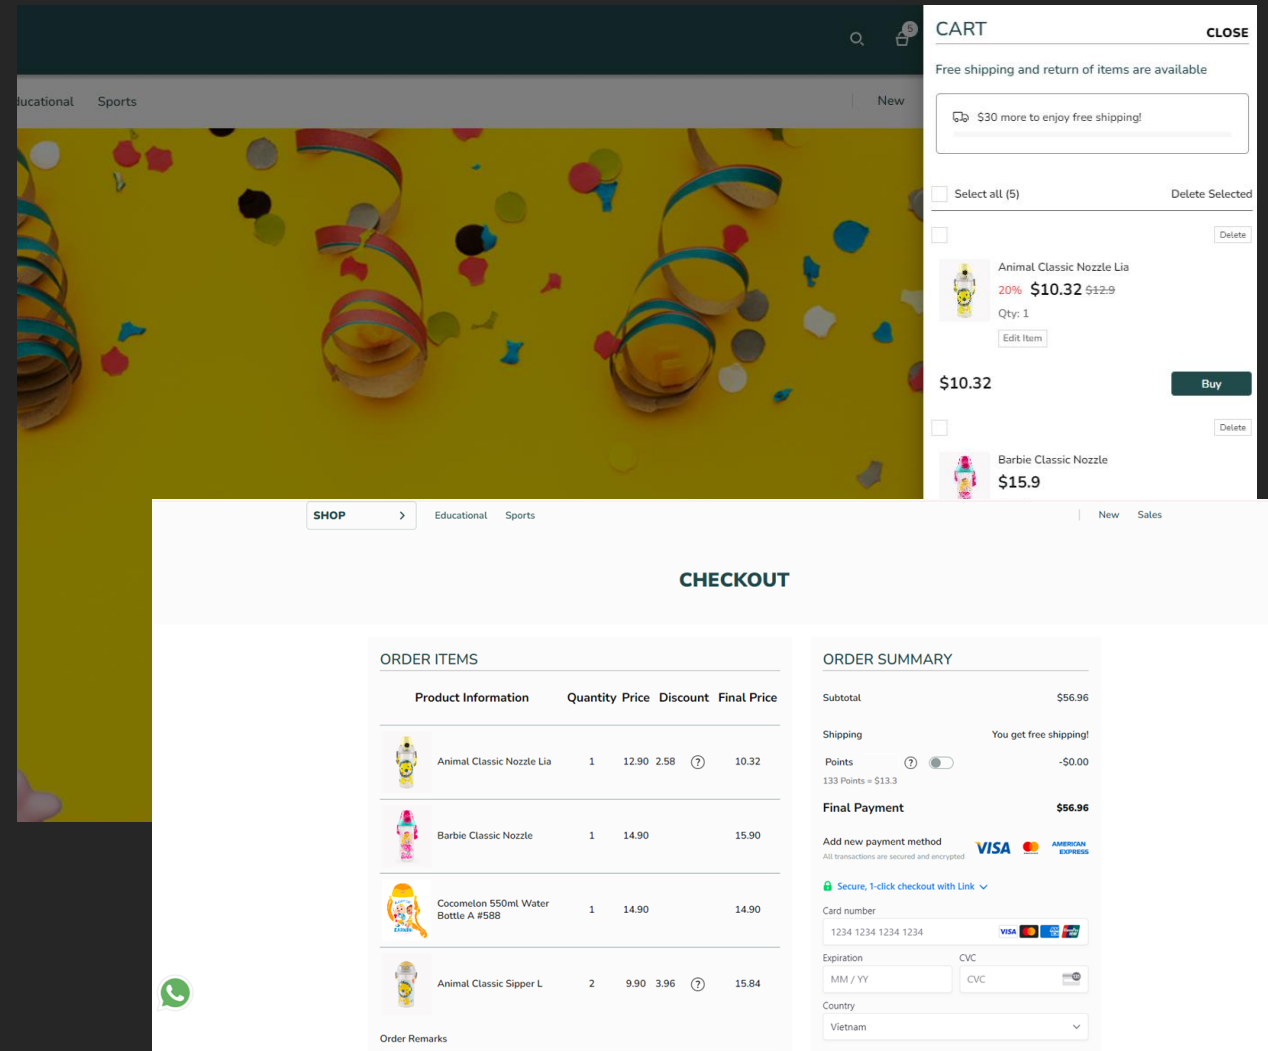 5
CART
CLOSE
ducational
Sports
New
Free shipping and return of items are available
$30 more to enjoy free shipping!
Select all (5)
Delete Selected
Delete
Animal Classic Nozzle Lia
20% $10.32 $12.9
Qty: 1
Edit Item
$10.32
Buy
Delete
Barbie Classic Nozzle
$15.9
SHOP
Educational
Sports
New
Sales
CHECKOUT
ORDER ITEMS
Product Information Quantity Price Discount Final Price
Animal Classic Nozzle Lia 1 12.90 2.58 ? 10.32
Barbie Classic Nozzle 1 14.90 15.90
Cocomelon 550ml Water
Bottle A #588 1 14.90 14.90
Animal Classic Sipper L 2 9.90 3.96 ? 15.84
Order Remarks
ORDER SUMMARY
Subtotal $56.96
Shipping You get free shipping!
Points ? -$0.00
133 Points = $13.3
Final Payment $56.96
Add new payment method
All transactions are secured and encrypted
VISA
AMERICAN
EXPRESS
Secure, 1-click checkout with Link
Card number
1234 1234 1234 1234 VISA
Expiration CVC
MM / YY CVC
Country
Vietnam